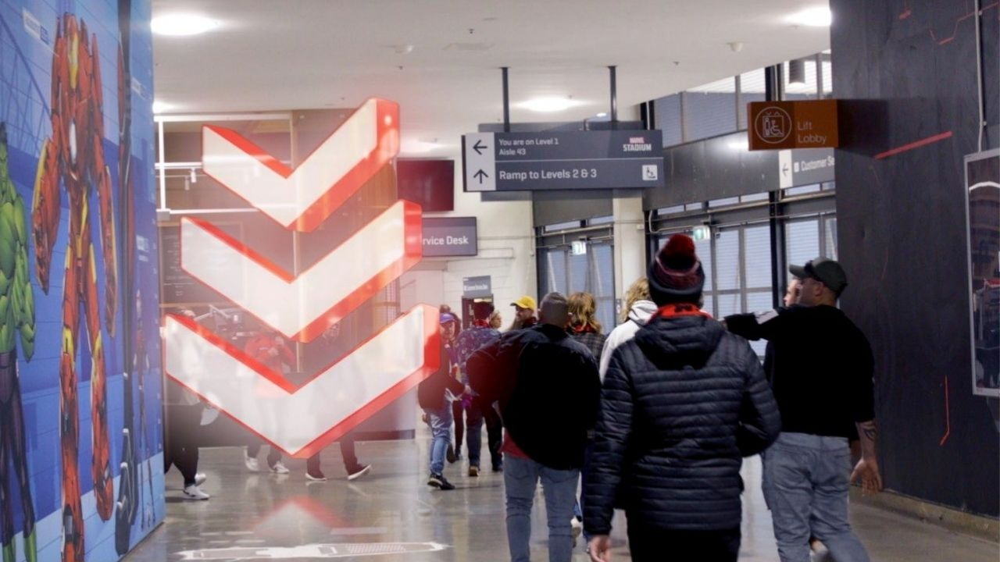 You are on Level 1
Aisle 43
MARVEL
STADIUM
Ramp to Levels 2 & 3
Lift
Lobby
Customer Se
rvice Desk